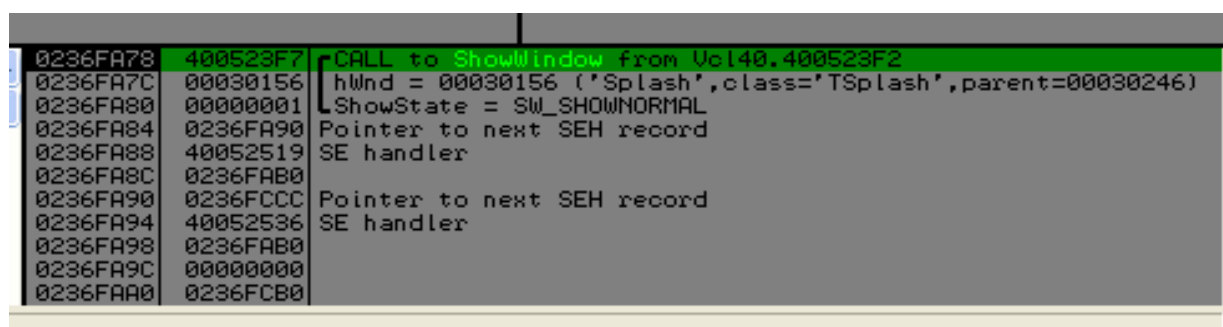 0236FA78 400523F7 CALL to ShowWindow from Vcl40.400523F2
0236FA7C 00030156 hWnd = 00030156 ('Splash',class='TSplash',parent=00030246)
0236FA80 00000001 ShowState = SW_SHOWNORMAL
0236FA84 0236FA90 Pointer to next SEH record
0236FA88 40052519 SE handler
0236FA8C 0236FAB0
0236FA90 0236FCCC Pointer to next SEH record
0236FA94 40052536 SE handler
0236FA98 0236FAB0
0236FA9C 00000000
0236FAA0 0236FCB0